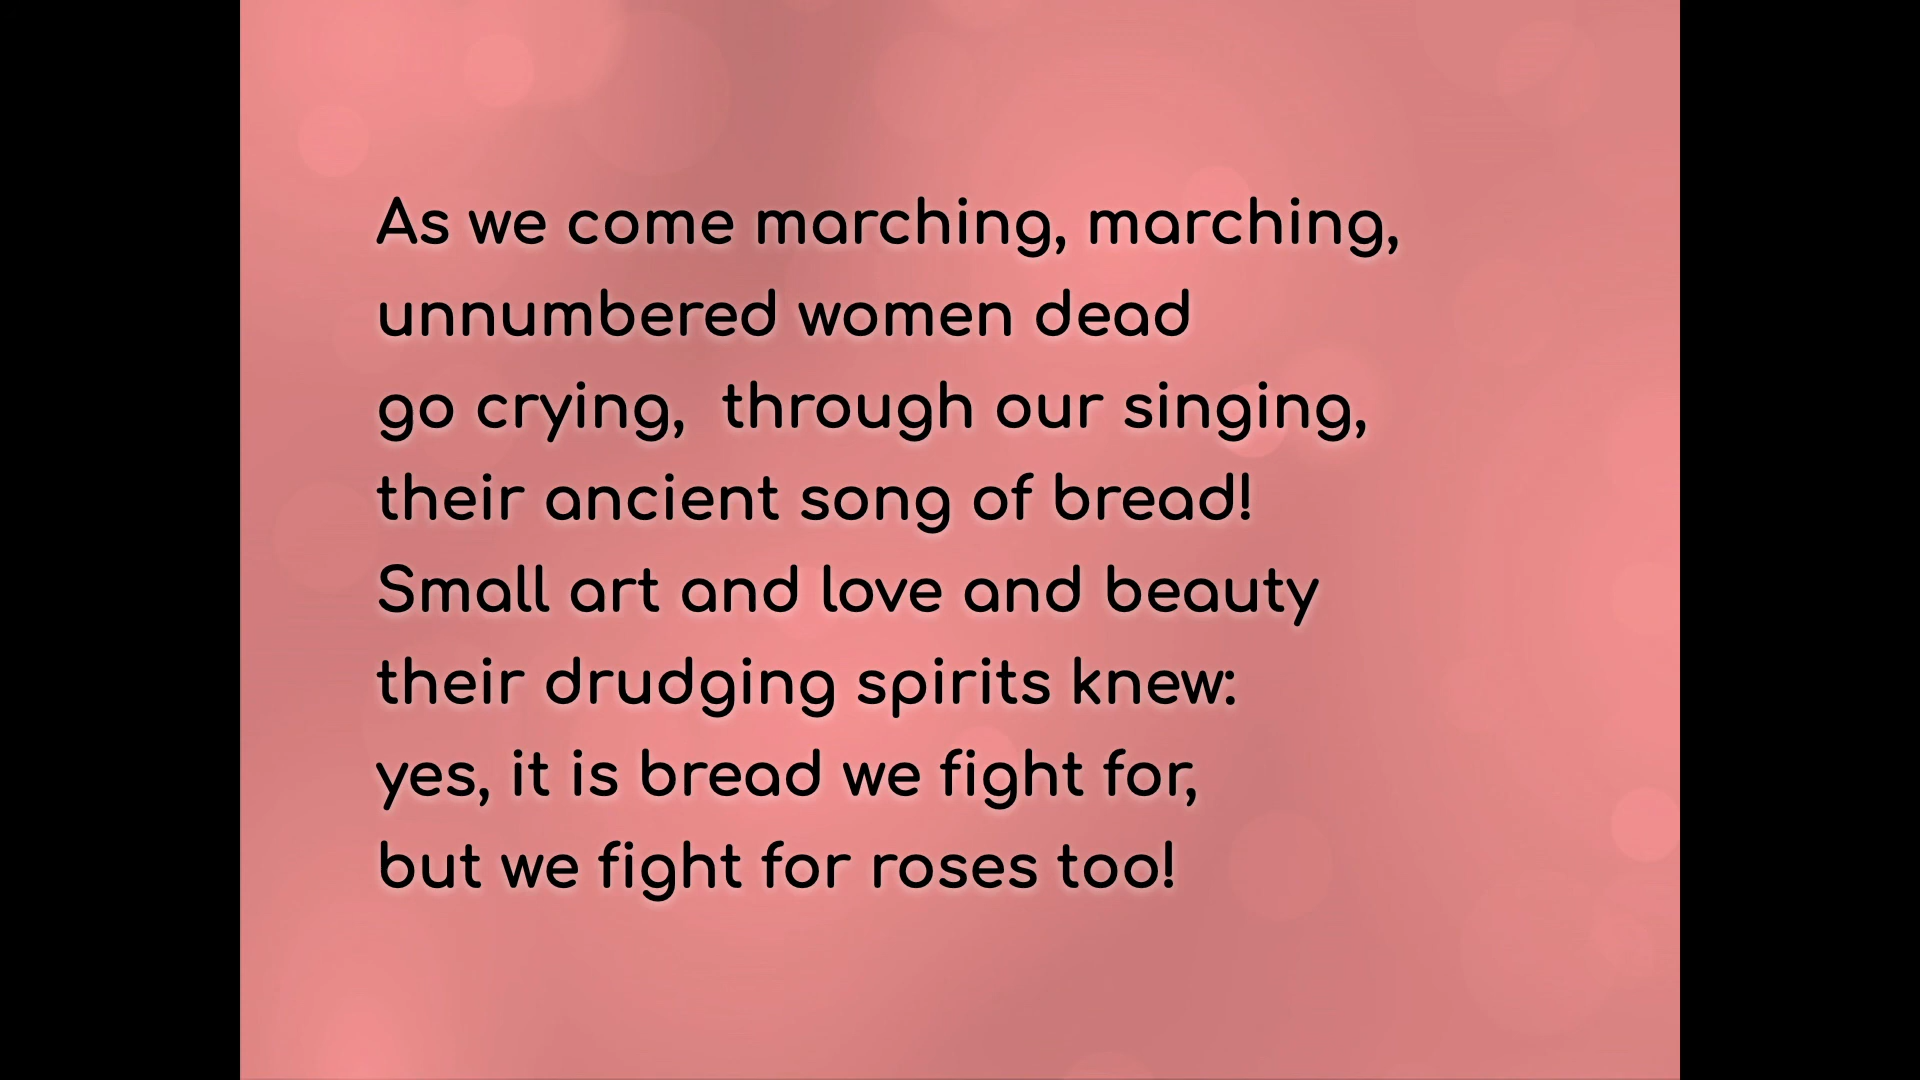 As we come marching, marching,
unnumbered women dead
go crying,  through our singing,
their ancient song of bread!
Small art and love and beauty
their drudging spirits knew:
yes, it is bread we fight for,
but we fight for roses too!